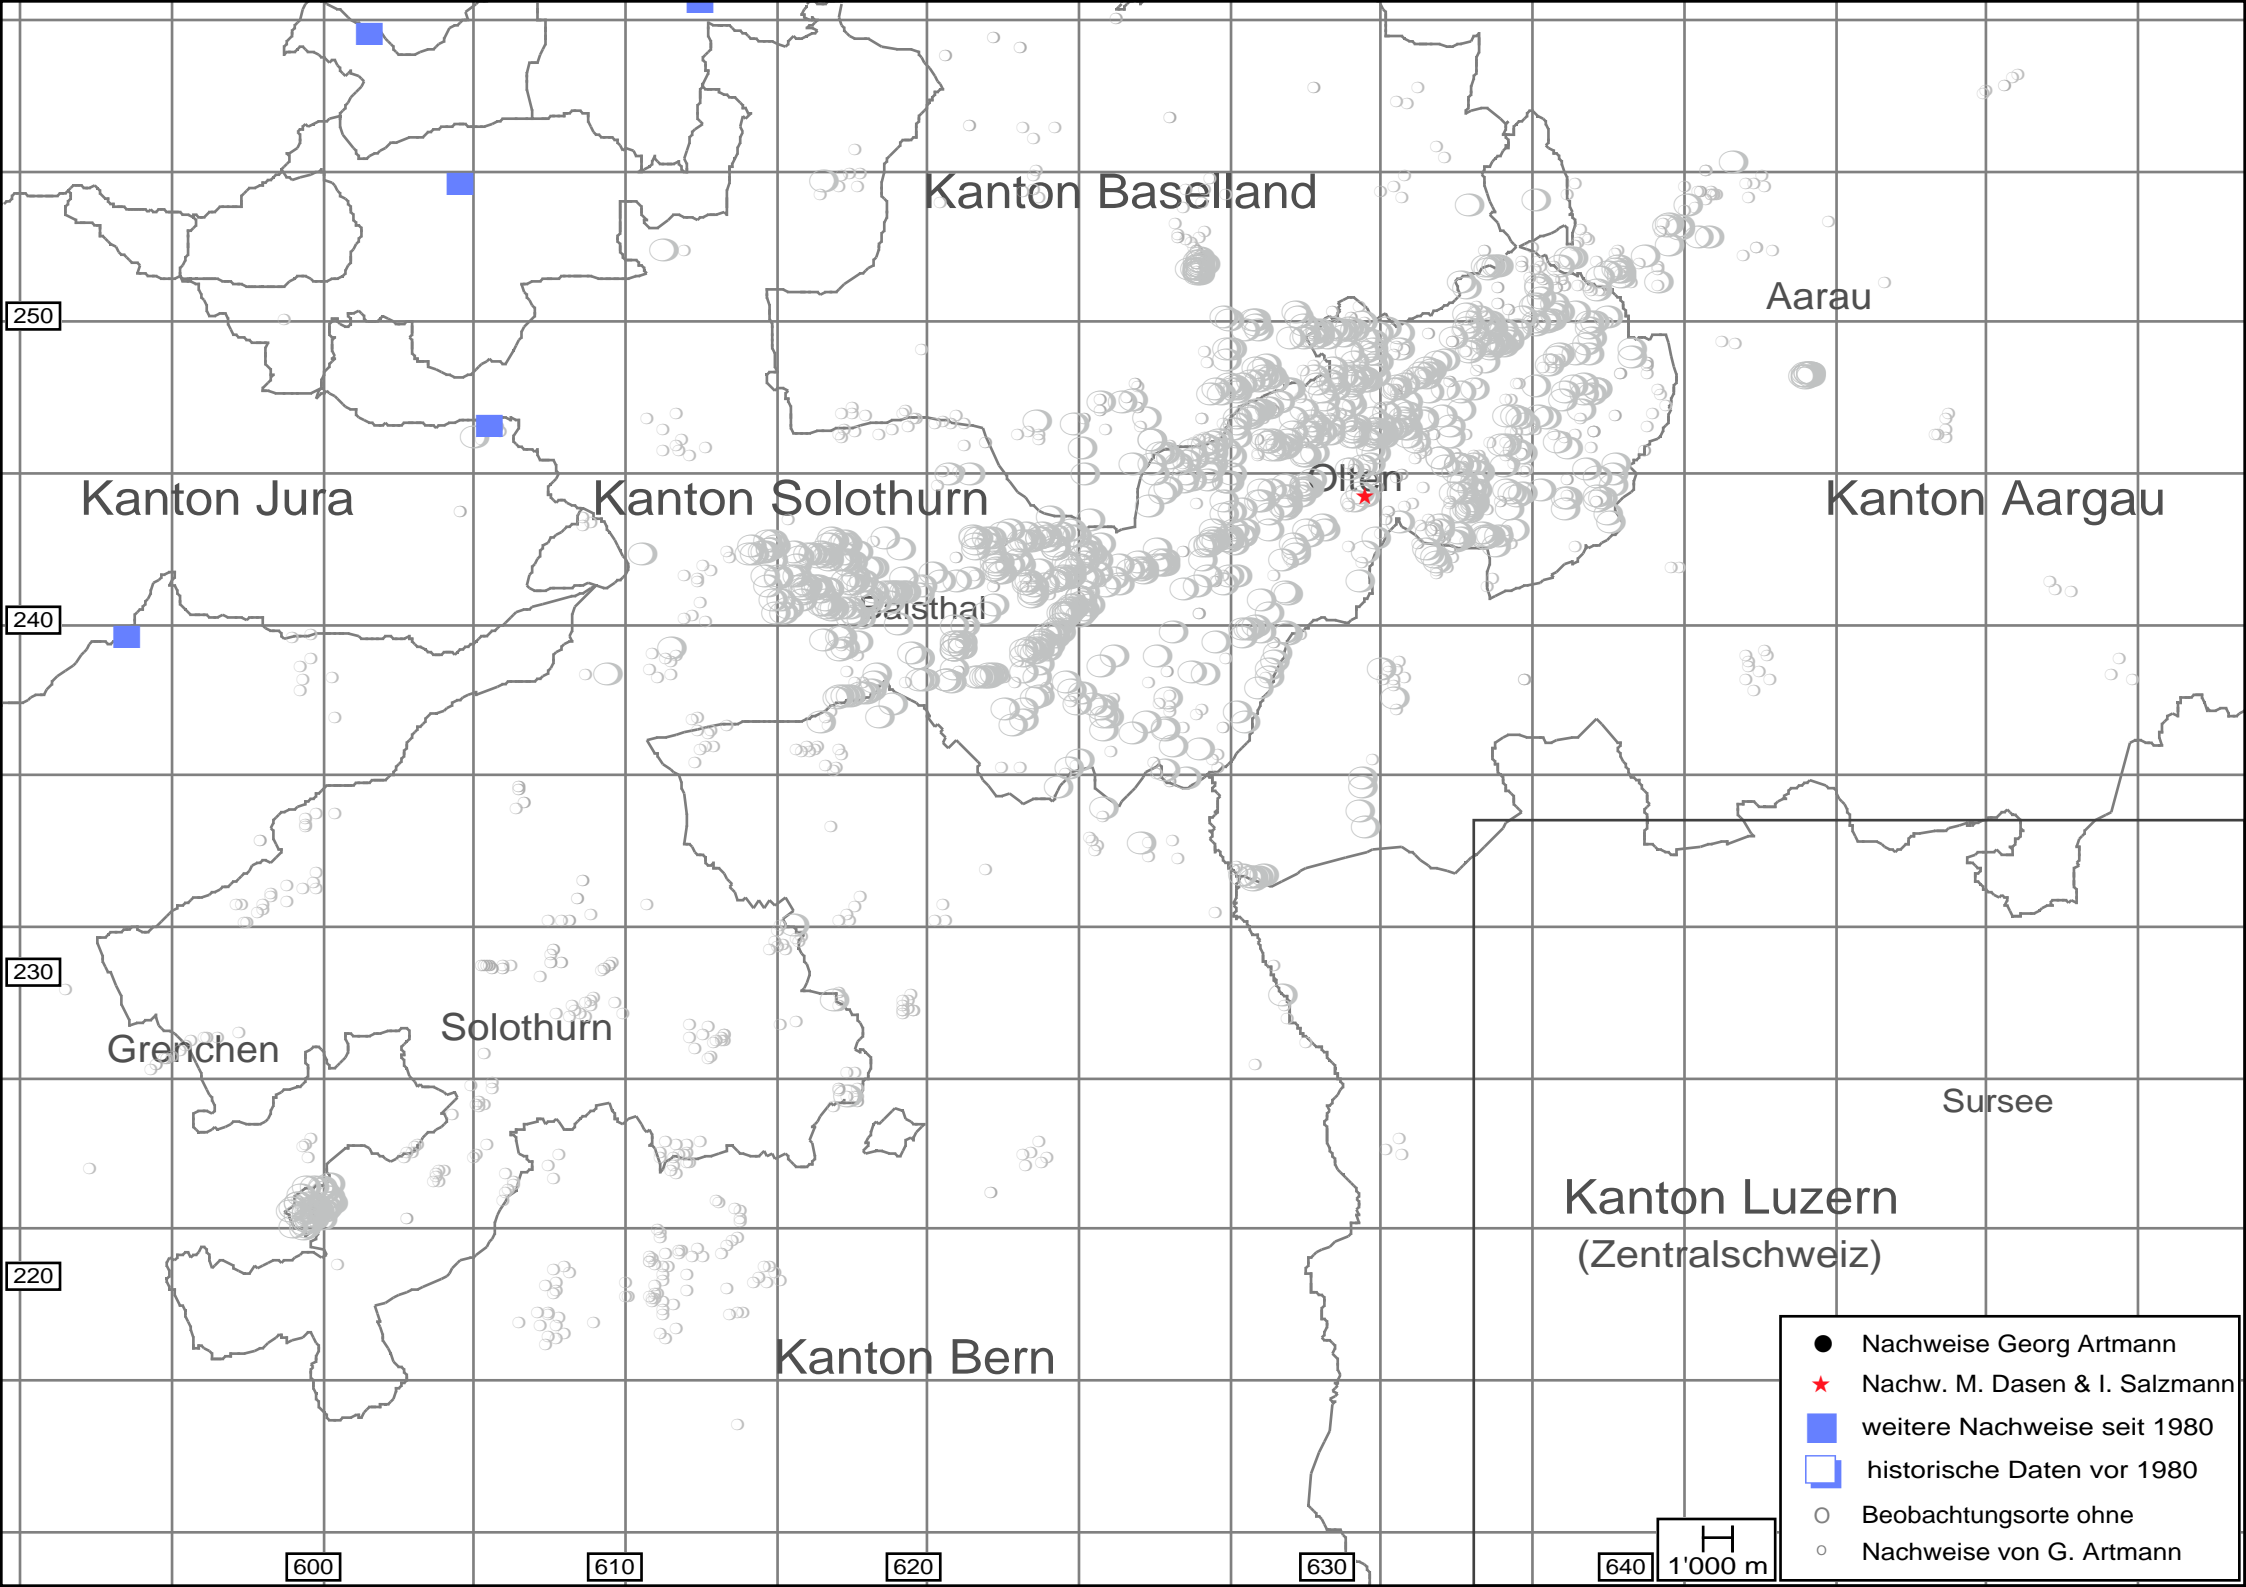 Kanton Baselland
Aarau
250
Olten
Kanton Jura
Kanton Solothurn
Kanton Aargau
Balsthal
240
230
Solothurn
Grenchen
Sursee
Kanton Luzern
(Zentralschweiz)
220
Kanton Bern
Nachweise Georg Artmann
Nachw. M. Dasen & I. Salzmann
weitere Nachweise seit 1980
historische Daten vor 1980
Beobachtungsorte ohne
Nachweise von G. Artmann
600
610
620
630
640
1'000 m